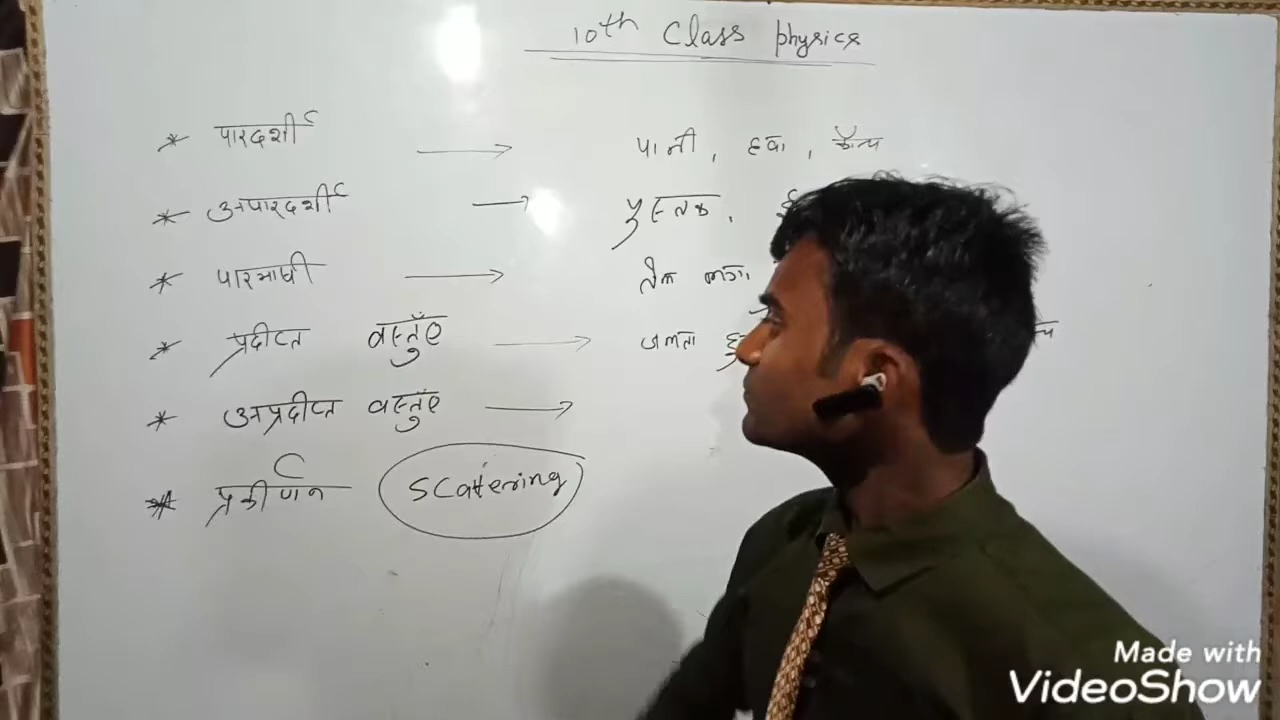 10th Class physics
* पारदर्शी → पानी, हवा, काँच
* अपारदर्शी → पुस्तक,
* पारभाषी → तेल लगा
* प्रदीप्त वस्तुएँ → जलता
* अप्रदीप्त वस्तुएँ →
* प्रकीर्णन Scattering
Made with
VideoShow